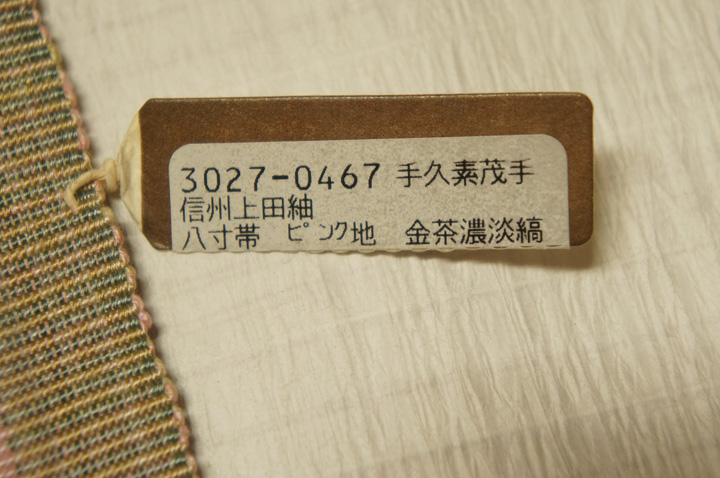 3027-0467 手久素茂手
信州上田紬
八寸帯 ピンク地 金茶濃淡縞